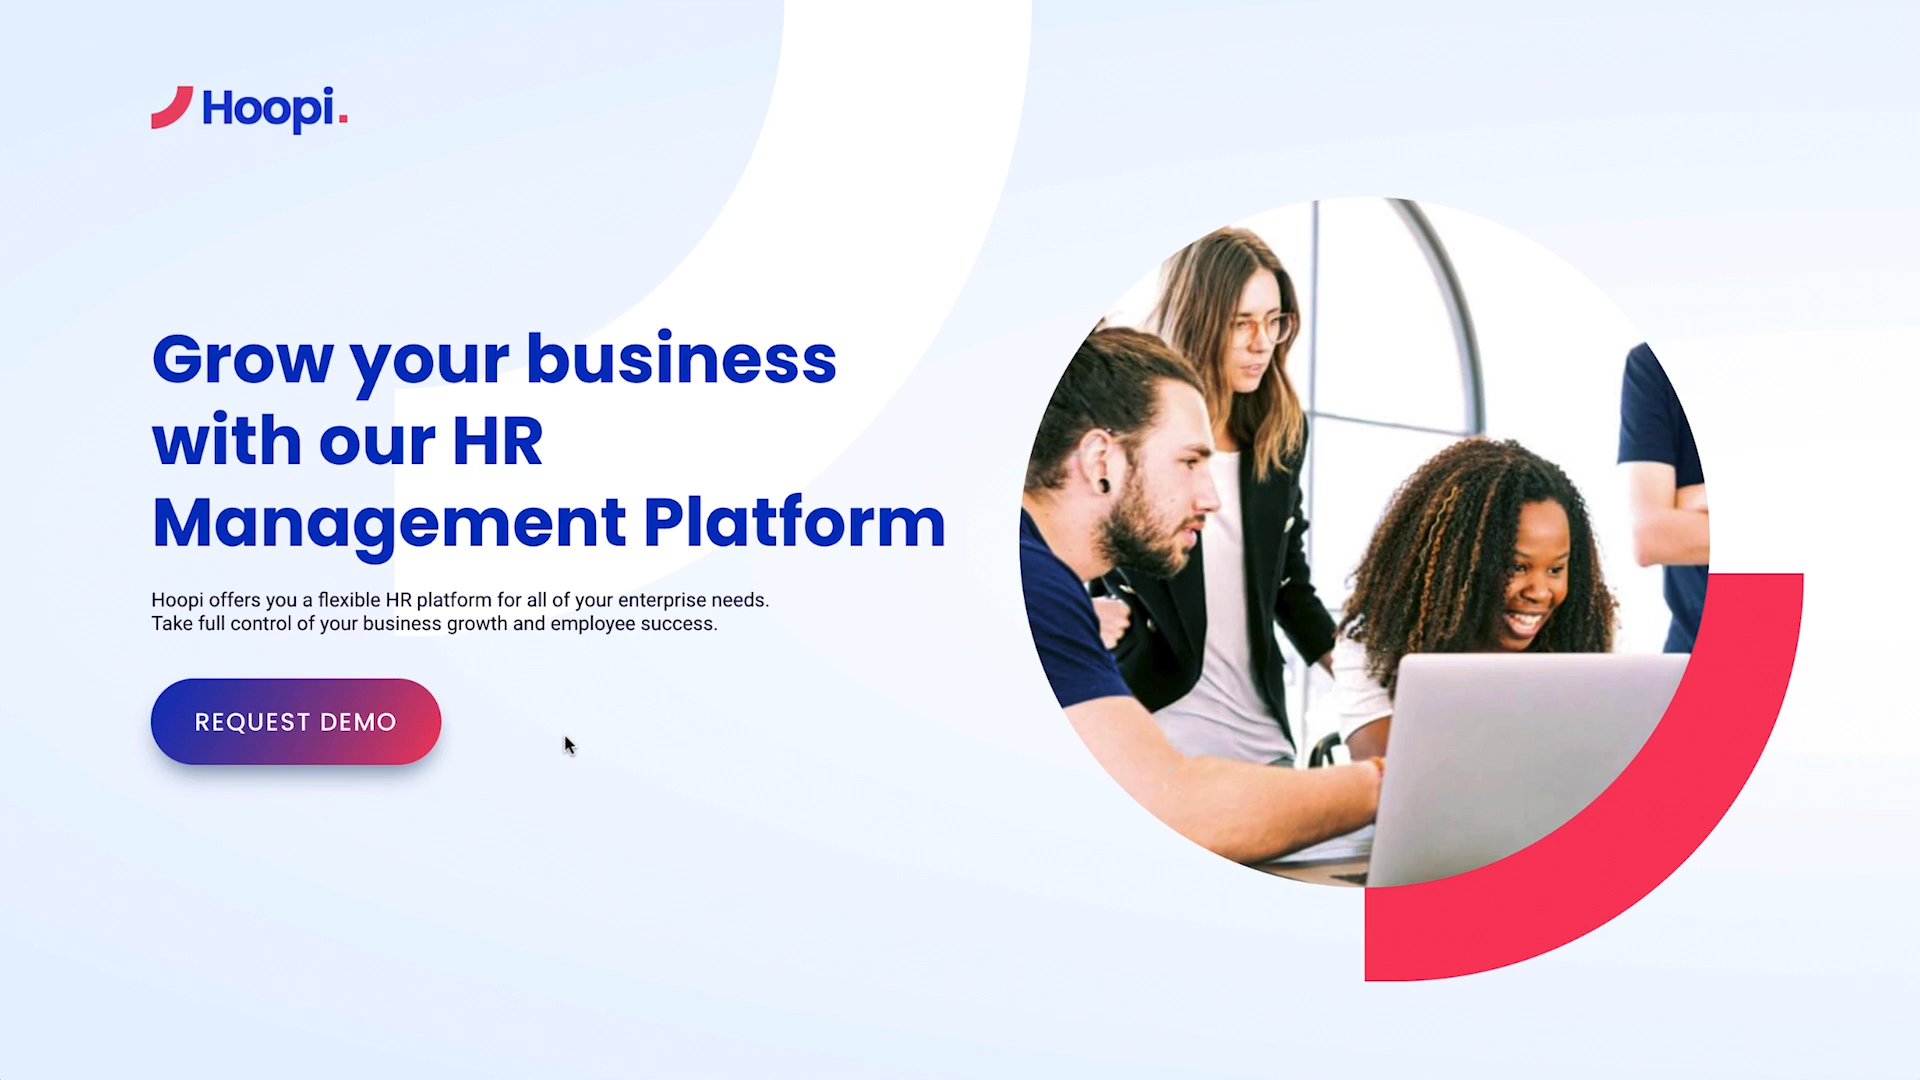 Hoopi.
Grow your business
with our HR
Management Platform
Hoopi offers you a flexible HR platform for all of your enterprise needs.
Take full control of your business growth and employee success.
REQUEST DEMO